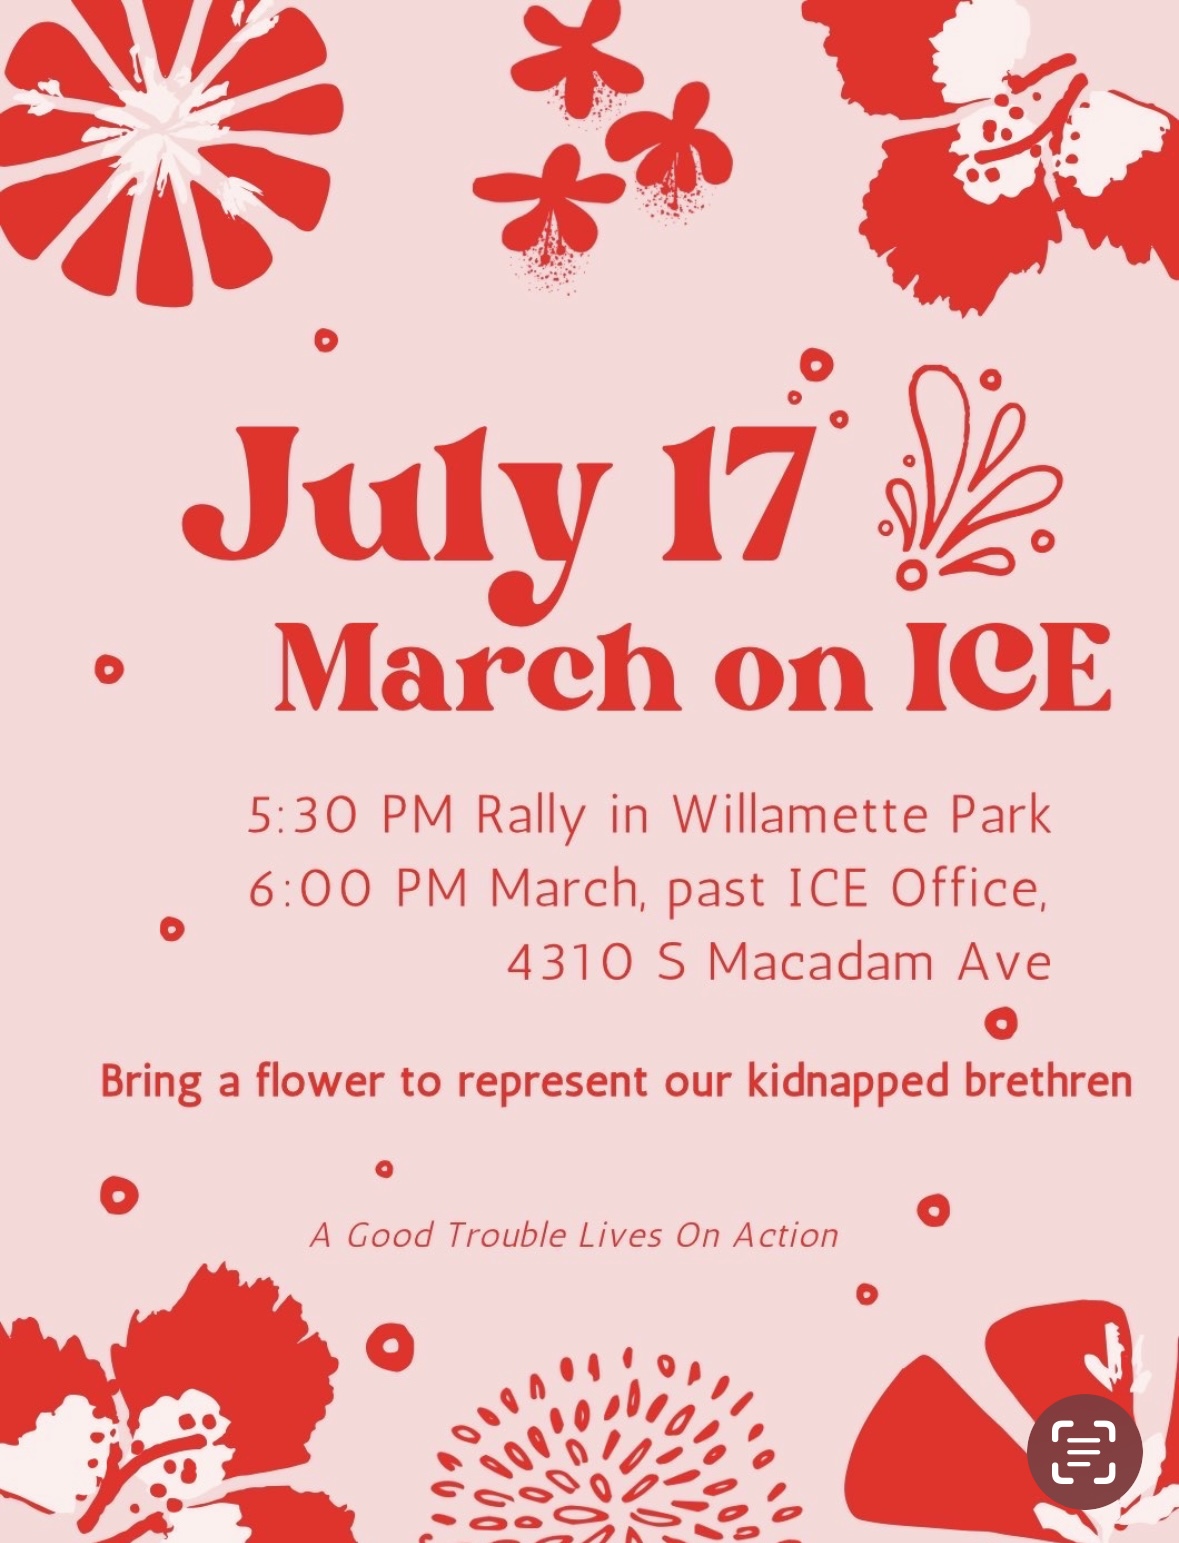 July 17
March on ICE
5:30 PM Rally in Willamette Park
6:00 PM March, past ICE Office,
4310 S Macadam Ave
Bring a flower to represent our kidnapped brethren
A Good Trouble Lives On Action